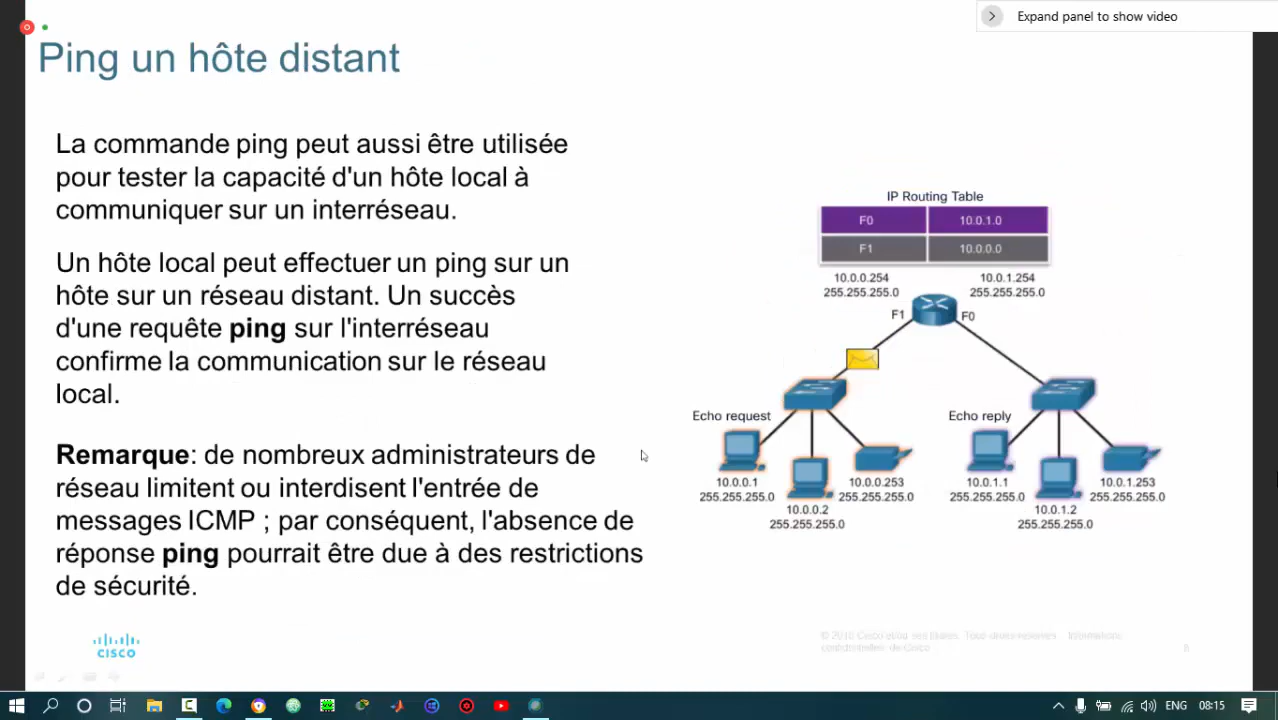 Expand panel to show video
Ping un hôte distant
La commande ping peut aussi être utilisée
pour tester la capacité d'un hôte local à
communiquer sur un interréseau.
Un hôte local peut effectuer un ping sur un
hôte sur un réseau distant. Un succès
d'une requête ping sur l'interréseau
confirme la communication sur le réseau
local.
Remarque: de nombreux administrateurs de
réseau limitent ou interdisent l'entrée de
messages ICMP ; par conséquent, l'absence de
réponse ping pourrait être due à des restrictions
de sécurité.
IP Routing Table
F0 10.0.1.0
F1 10.0.0.0
10.0.0.254 10.0.1.254
255.255.255.0 255.255.255.0
F1 F0
Echo request Echo reply
10.0.0.1 10.0.0.253 10.0.1.1 10.0.1.253
255.255.255.0 255.255.255.0 255.255.255.0 255.255.255.0
10.0.0.2 10.0.1.2
255.255.255.0 255.255.255.0
CISCO
confidentielles de Cisco
8
ENG 08:15